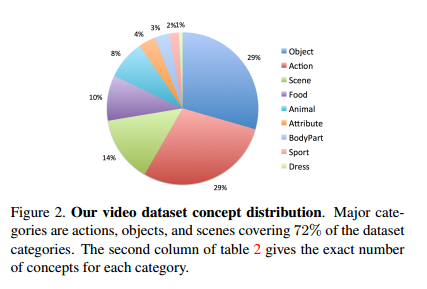 3% 2%1%
4%
8%
10%
14%
29%
29%
Object
Action
Scene
Food
Animal
Attribute
BodyPart
Sport
Dress
Figure 2. Our video dataset concept distribution. Major cate-
gories are actions, objects, and scenes covering 72% of the dataset
categories. The second column of table 2 gives the exact number
of concepts for each category.